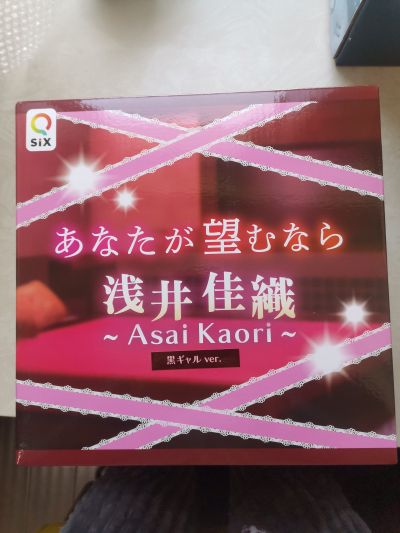 Q
SiX
あなたが望むなら
浅井佳織
~ Asai Kaori ~
黒ギャル ver.